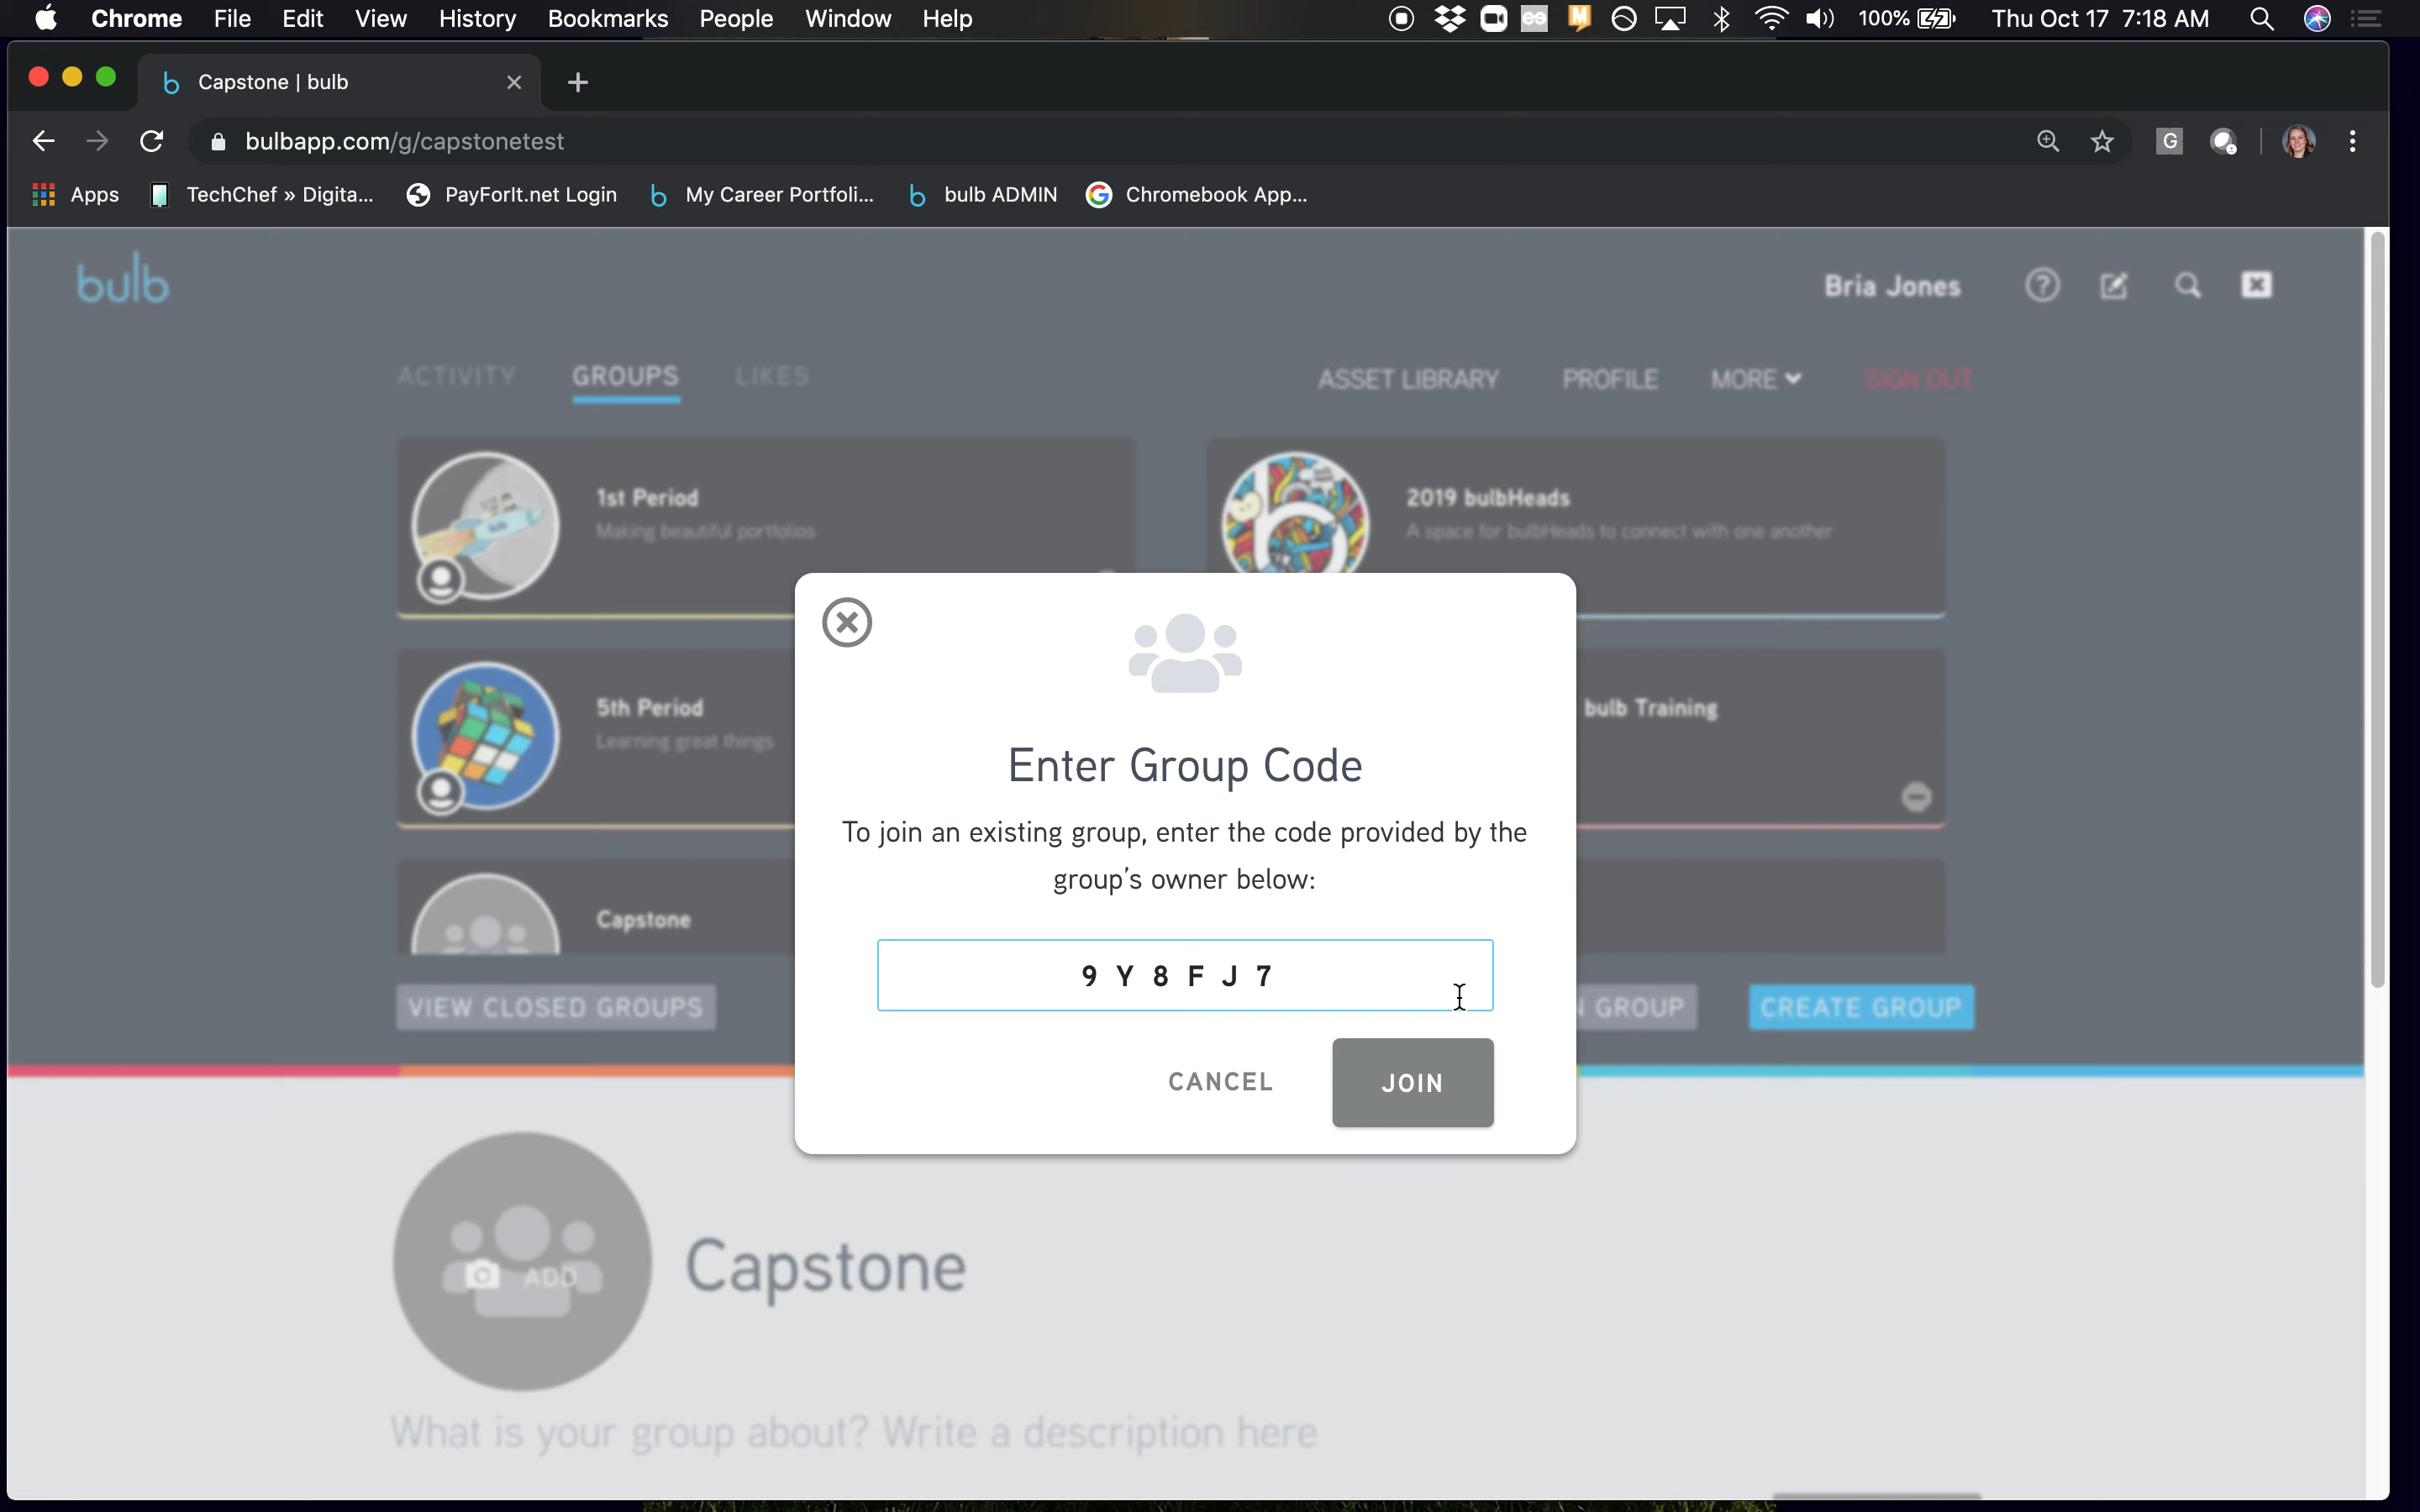 Chrome File Edit View History Bookmarks People Window Help 100% Thu Oct 17 7:18 AM
b Capstone | bulb
bulbapp.com/g/capstonetest G
Apps TechChef » Digita... PayForIt.net Login b My Career Portfoli... b bulb ADMIN Chromebook App...
bulb Bria Jones ?
ACTIVITY GROUPS LIKES ASSET LIBRARY PROFILE MORE SIGN OUT
1st Period 2019 bulbHeads
Making beautiful portfolios A space for bulbHeads to connect with one another
5th Period bulb Training
Learning great things
Capstone
Enter Group Code
To join an existing group, enter the code provided by the
group's owner below:
9 Y 8 F J 7
CANCEL JOIN
VIEW CLOSED GROUPS GROUP CREATE GROUP
ADD
Capstone
What is your group about? Write a description here